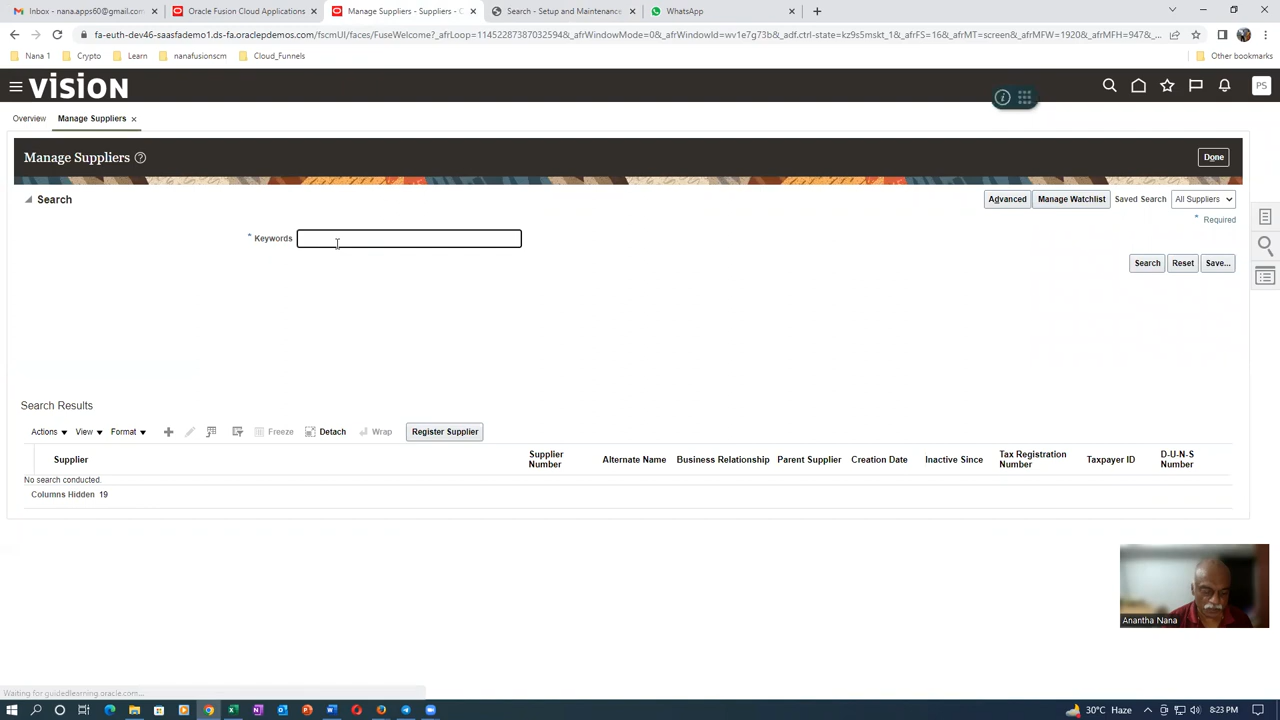 Inbox - nana.apps60@gmail.com
Oracle Fusion Cloud Applications
Manage Suppliers - Suppliers - C
Search - Setup and Maintenance
WhatsApp
fa-euth-dev46-saasfademo1.ds-fa.oraclepdemos.com/fscmUI/faces/FuseWelcome?_afrLoop=114522873870325948&_afrWindowMode=0&_afrWindowId=wv1e7g73b&_adf.ctrl-state=kz9s5mskt_1&_afrFS=16&_afrMT=screen&_afrMFW=1920&_afrMFH=947&_a...
Nana 1
Crypto
Learn
nanafusionscm
Cloud_Funnels
Other bookmarks
VISION
PS
Overview
Manage Suppliers
Manage Suppliers
Done
Search
Advanced
Manage Watchlist
Saved Search
All Suppliers
* Required
* Keywords
Search
Reset
Save...
Search Results
Actions
View
Format
Freeze
Detach
Wrap
Register Supplier
Supplier
Supplier Number
Alternate Name
Business Relationship
Parent Supplier
Creation Date
Inactive Since
Tax Registration Number
Taxpayer ID
D-U-N-S Number
No search conducted.
Columns Hidden 19
Anantha Nana
Waiting for guidedlearning.oracle.com...
30°C Haze
8:23 PM